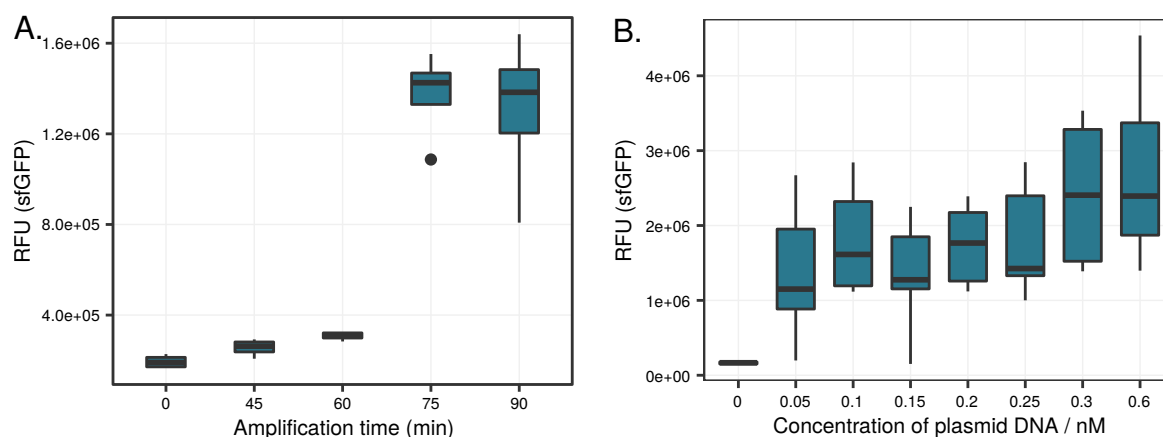 A.
1.6e+06
1.2e+06
8.0e+05
4.0e+05
RFU (sfGFP)
0 45 60 75 90
Amplification time (min)
B.
4e+06
3e+06
2e+06
1e+06
0e+00
RFU (sfGFP)
0 0.05 0.1 0.15 0.2 0.25 0.3 0.6
Concentration of plasmid DNA / nM